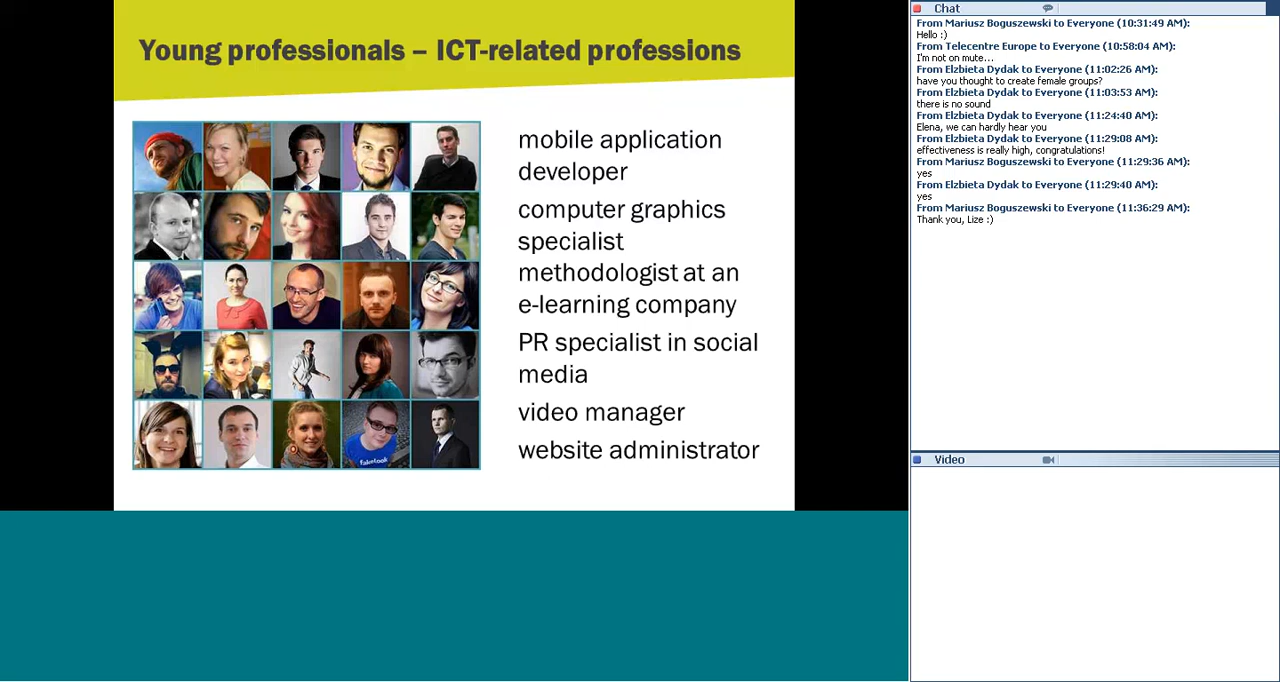 Young professionals – ICT-related professions
mobile application
developer
computer graphics
specialist
methodologist at an
e-learning company
PR specialist in social
media
video manager
website administrator
fakelook
Chat
From Mariusz Boguszewski to Everyone (10:31:49 AM):
Hello :)
From Telecentre Europe to Everyone (10:58:04 AM):
I'm not on mute...
From Elzbieta Dydak to Everyone (11:02:26 AM):
have you thought to create female groups?
From Elzbieta Dydak to Everyone (11:03:53 AM):
there is no sound
From Elzbieta Dydak to Everyone (11:24:40 AM):
Elena, we can hardly hear you
From Elzbieta Dydak to Everyone (11:29:08 AM):
effectiveness is really high, congratulations!
From Mariusz Boguszewski to Everyone (11:29:36 AM):
yes
From Elzbieta Dydak to Everyone (11:29:40 AM):
yes
From Mariusz Boguszewski to Everyone (11:36:29 AM):
Thank you, Lize :)
Video